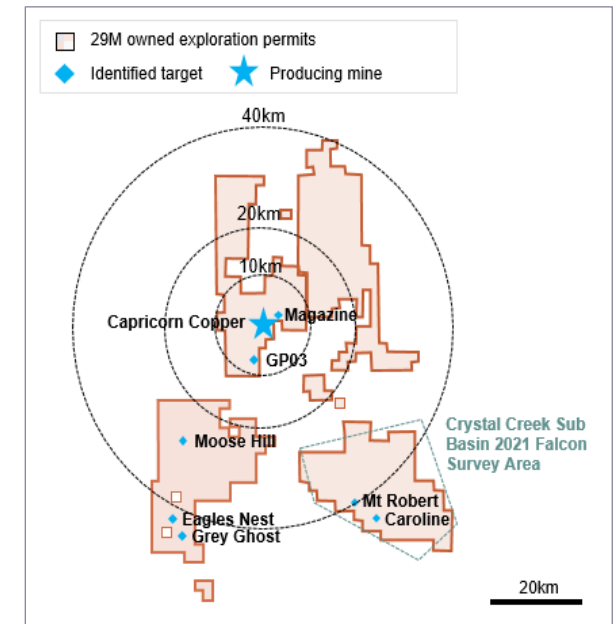 29M owned exploration permits
Identified target
Producing mine
40km
20km
10km
Capricorn Copper
Magazine
GP03
Moose Hill
Crystal Creek Sub
Basin 2021 Falcon
Survey Area
Mt Robert
Caroline
Eagles Nest
Grey Ghost
20km